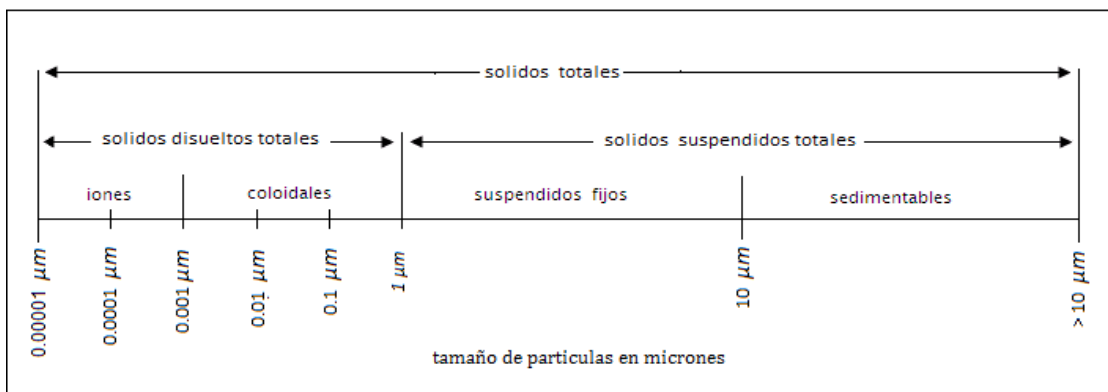 solidos totales
solidos disueltos totales
solidos suspendidos totales
iones
coloidales
suspendidos fijos
sedimentables
0.00001 μm
0.0001 μm
0.001 μm
0.01 μm
0.1 μm
1 μm
10 μm
>10 μm
tamaño de particulas en micrones